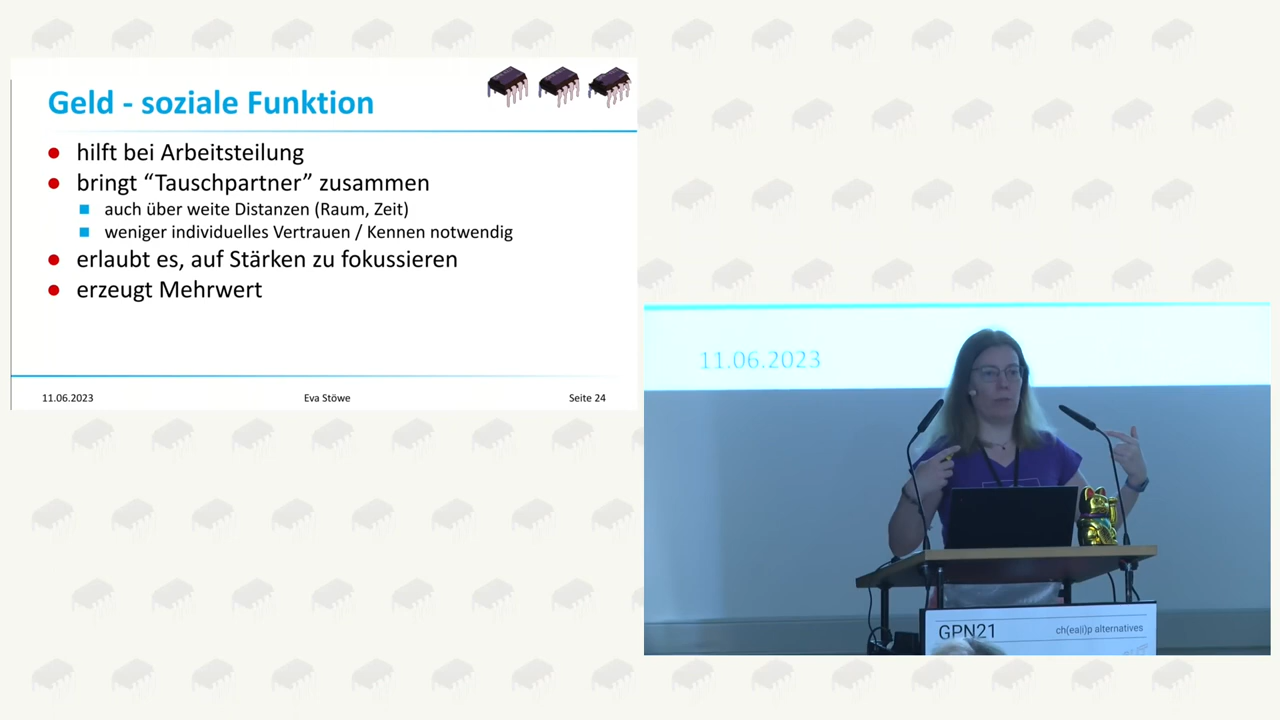 Geld - soziale Funktion
hilft bei Arbeitsteilung
bringt “Tauschpartner” zusammen
auch über weite Distanzen (Raum, Zeit)
weniger individuelles Vertrauen / Kennen notwendig
erlaubt es, auf Stärken zu fokussieren
erzeugt Mehrwert
11.06.2023 Eva Stöwe Seite 24
11.06.2023
GPN21 ch(ea|i)p alternatives